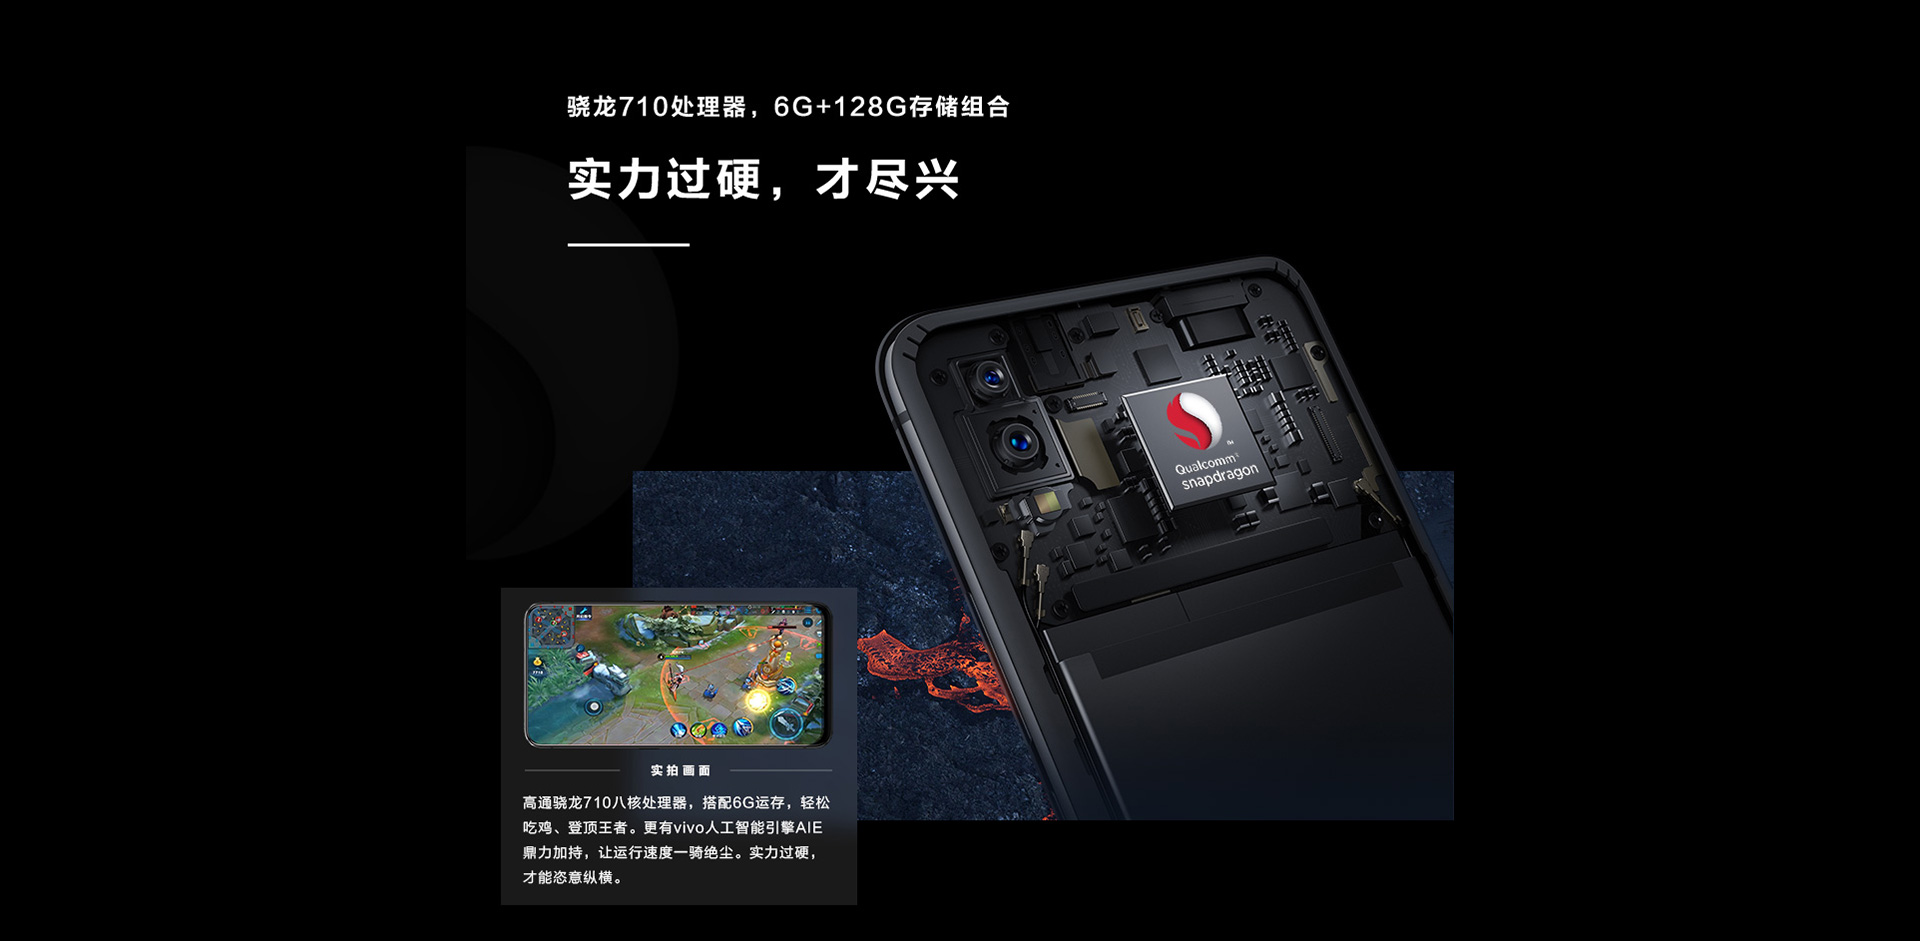 骁龙710处理器，6G+128G存储组合
实力过硬，才尽兴
Qualcomm
snapdragon
实拍画面
高通骁龙710八核处理器，搭配6G运存，轻松
吃鸡、登顶王者。更有vivo人工智能引擎AIE
鼎力加持，让运行速度一骑绝尘。实力过硬，
才能恣意纵横。